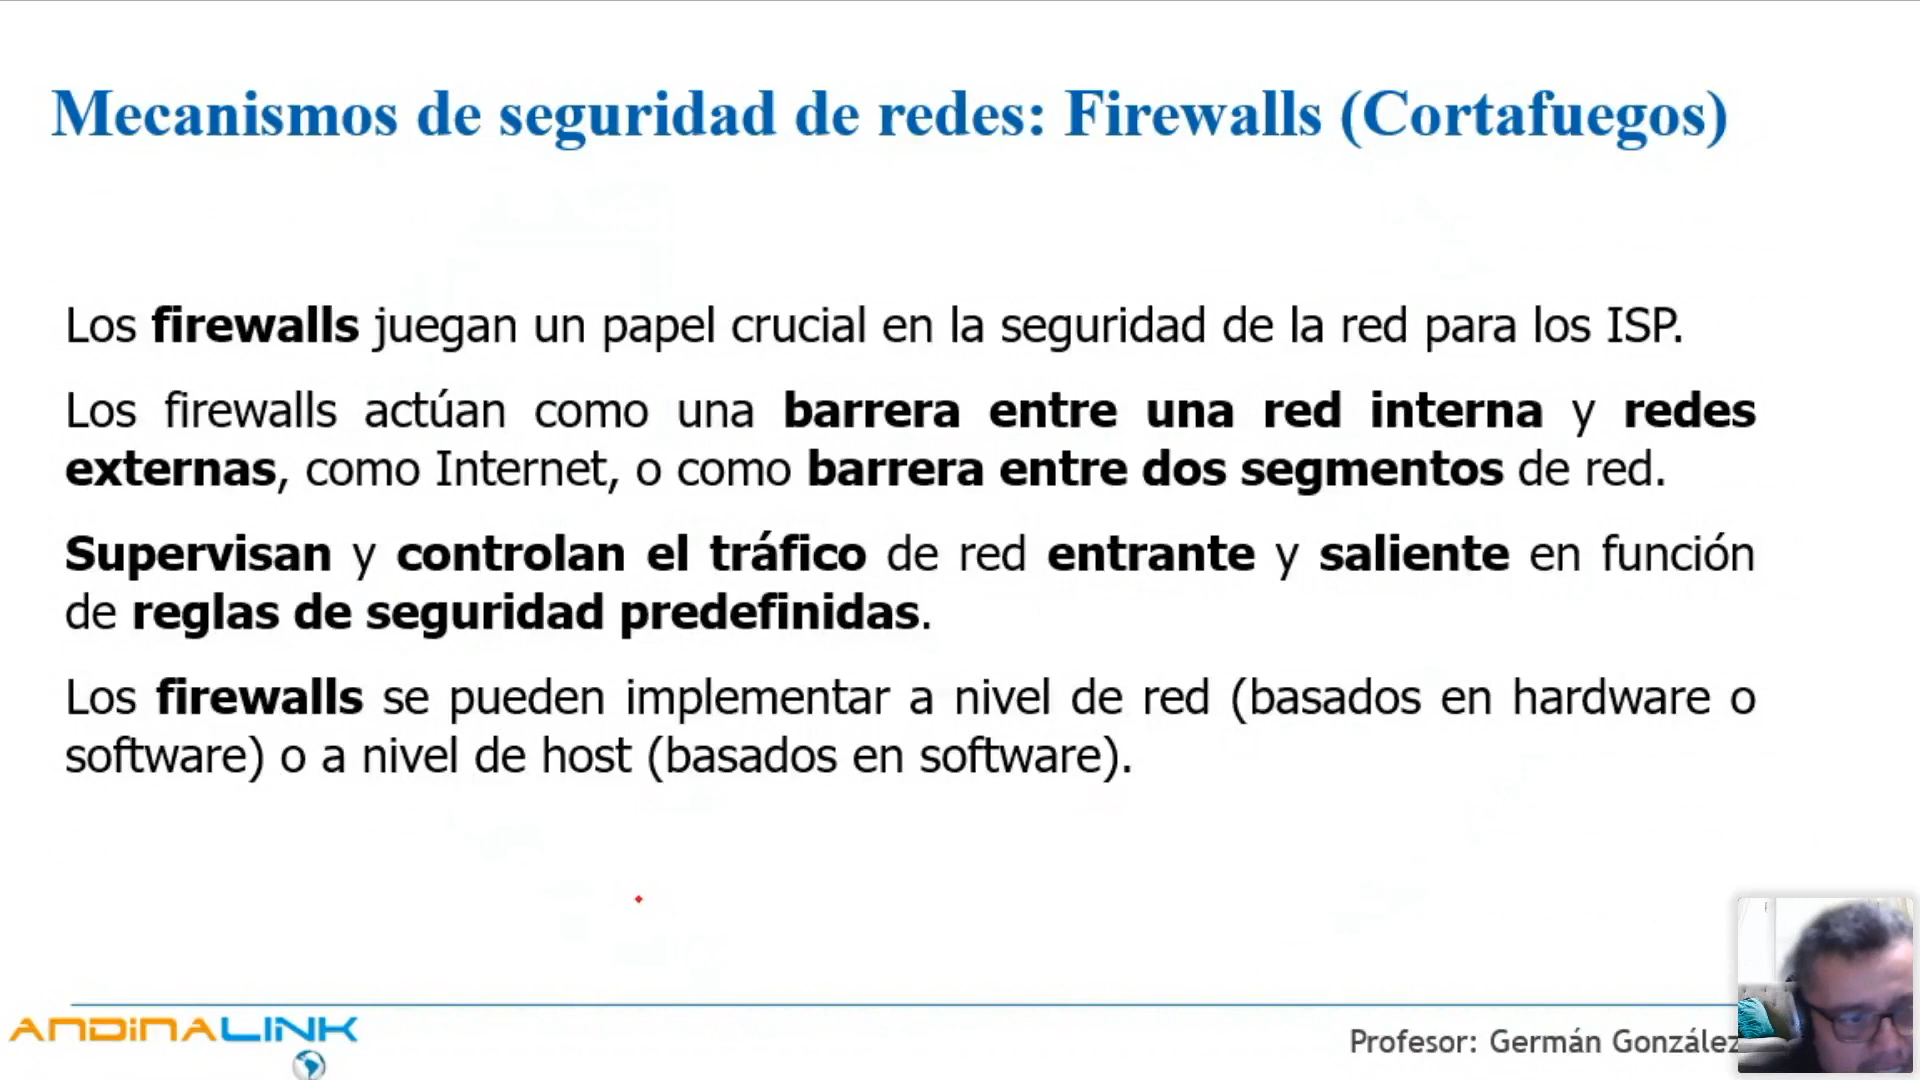 Mecanismos de seguridad de redes: Firewalls (Cortafuegos)
Los firewalls juegan un papel crucial en la seguridad de la red para los ISP.
Los firewalls actúan como una barrera entre una red interna y redes
externas, como Internet, o como barrera entre dos segmentos de red.
Supervisan y controlan el tráfico de red entrante y saliente en función
de reglas de seguridad predefinidas.
Los firewalls se pueden implementar a nivel de red (basados en hardware o
software) o a nivel de host (basados en software).
ANDINALINK
Profesor: Germán González